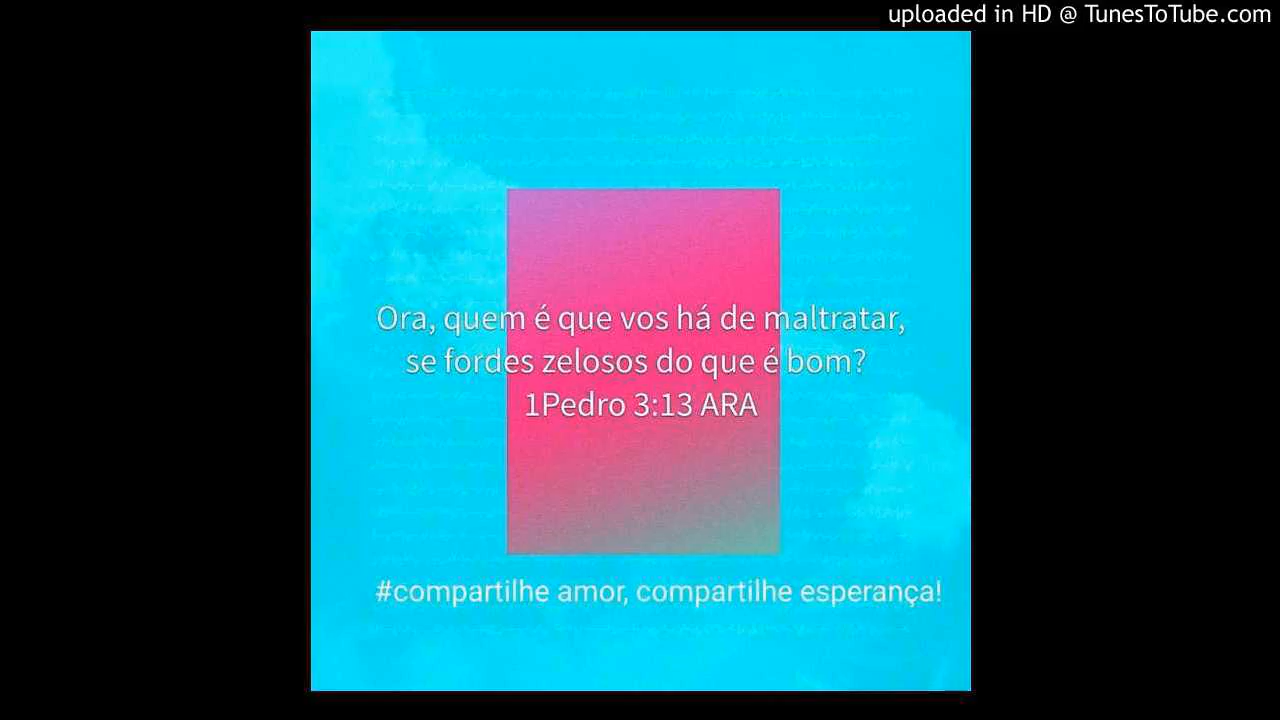 uploaded in HD @ TunesToTube.com
Ora, quem é que vos há de maltratar,
se fordes zelosos do que é bom?
1Pedro 3:13 ARA
#compartilhe amor, compartilhe esperança!